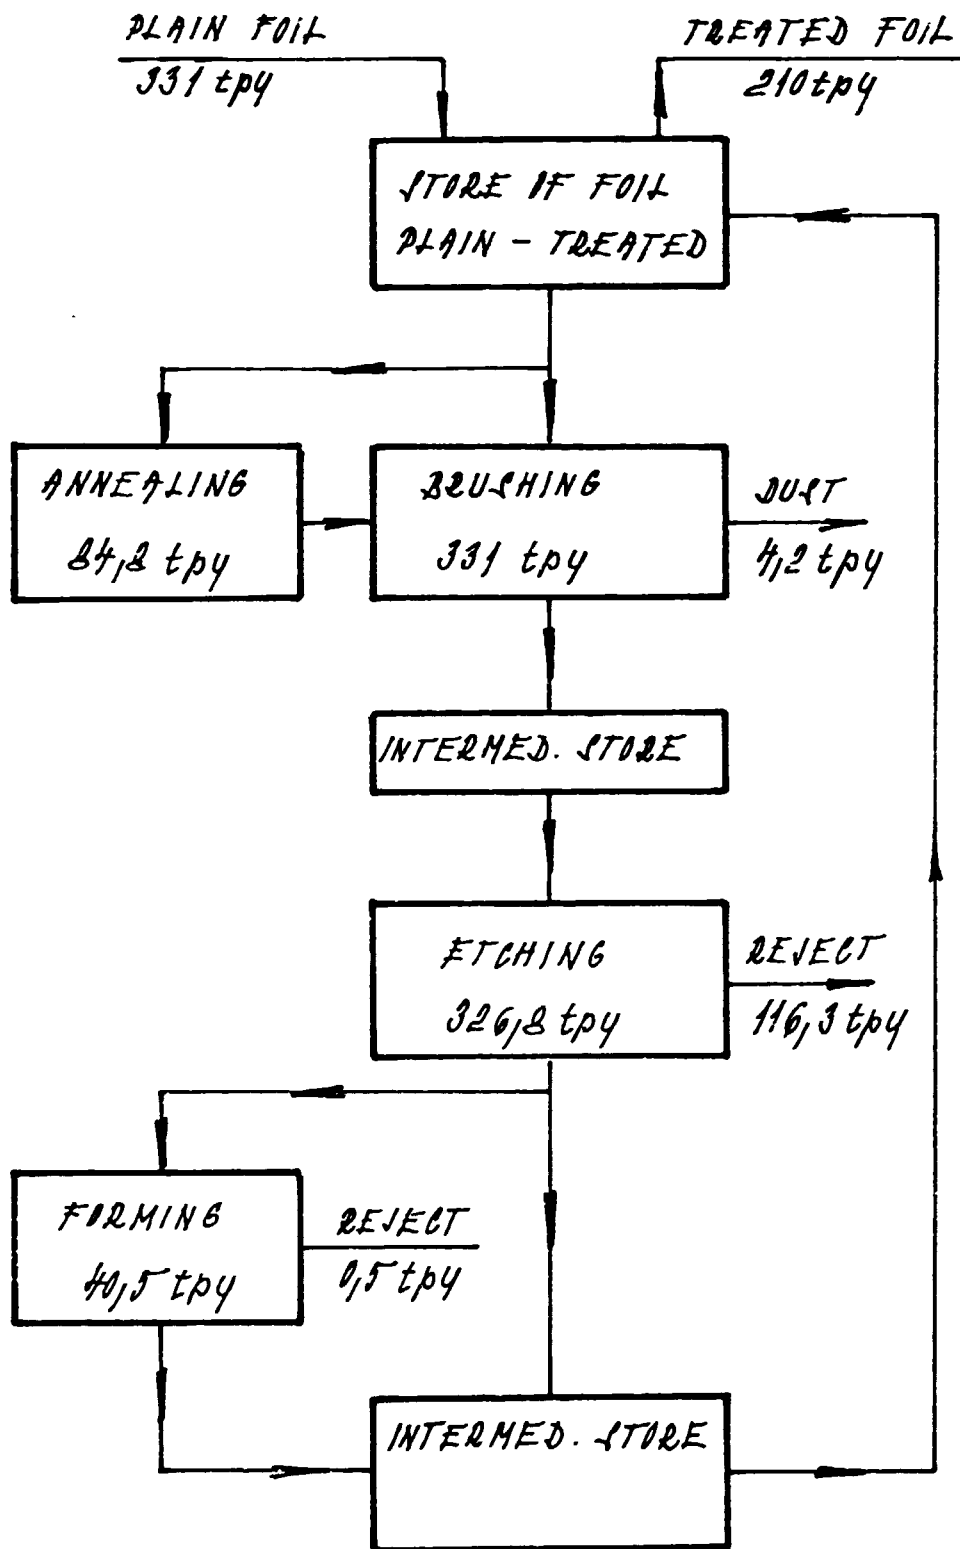 PLAIN FOIL
331 tpy
TREATED FOIL
210 tpy
STORE OF FOIL
PLAIN - TREATED
ANNEALING
84,8 tpy
BRUSHING
331 tpy
DUST
4,2 tpy
INTERMED. STORE
ETCHING
326,8 tpy
REJECT
116,3 tpy
FORMING
40,5 tpy
REJECT
0,5 tpy
INTERMED. STORE